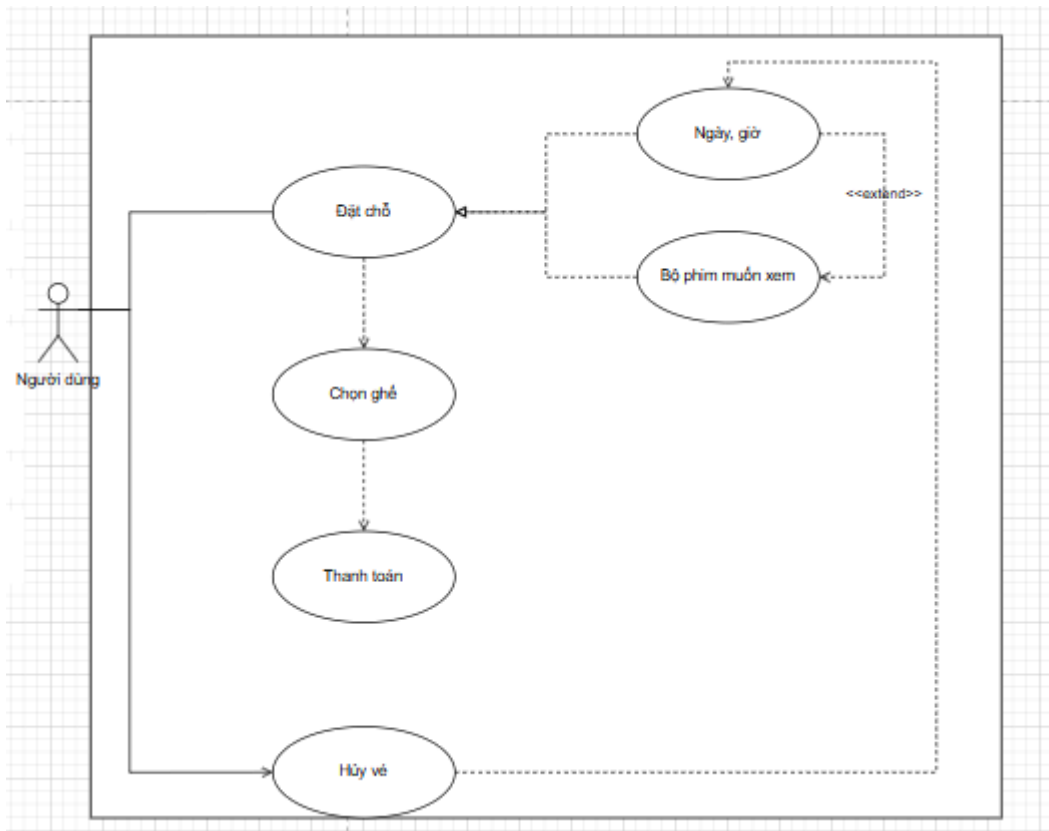 Ngày, giờ
<<extend>>
Đặt chỗ
Bộ phim muốn xem
Người dùng
Chọn ghế
Thanh toán
Hủy vé